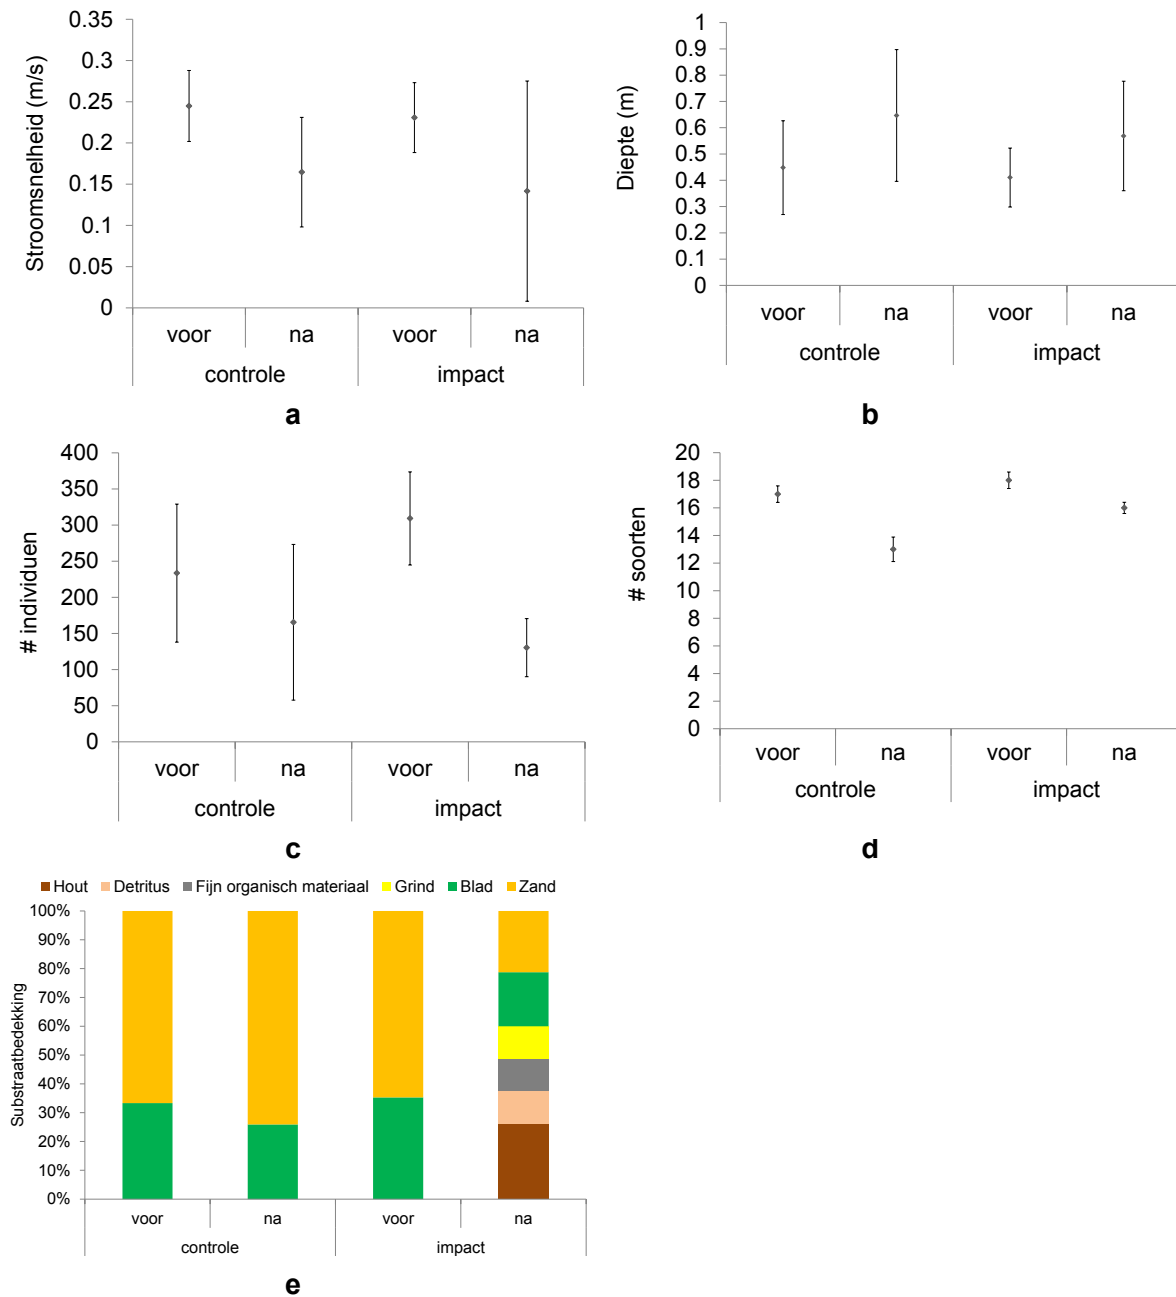 Stroomsnelheid (m/s)
0.35
0.3
0.25
0.2
0.15
0.1
0.05
0
voor na voor na
controle impact
a
Diepte (m)
1
0.9
0.8
0.7
0.6
0.5
0.4
0.3
0.2
0.1
0
voor na voor na
controle impact
b
# individuen
400
350
300
250
200
150
100
50
0
voor na voor na
controle impact
c
# soorten
20
18
16
14
12
10
8
6
4
2
0
voor na voor na
controle impact
d
Hout Detritus Fijn organisch materiaal Grind Blad Zand
Substraatbedekking
100%
90%
80%
70%
60%
50%
40%
30%
20%
10%
0%
voor na voor na
controle impact
e